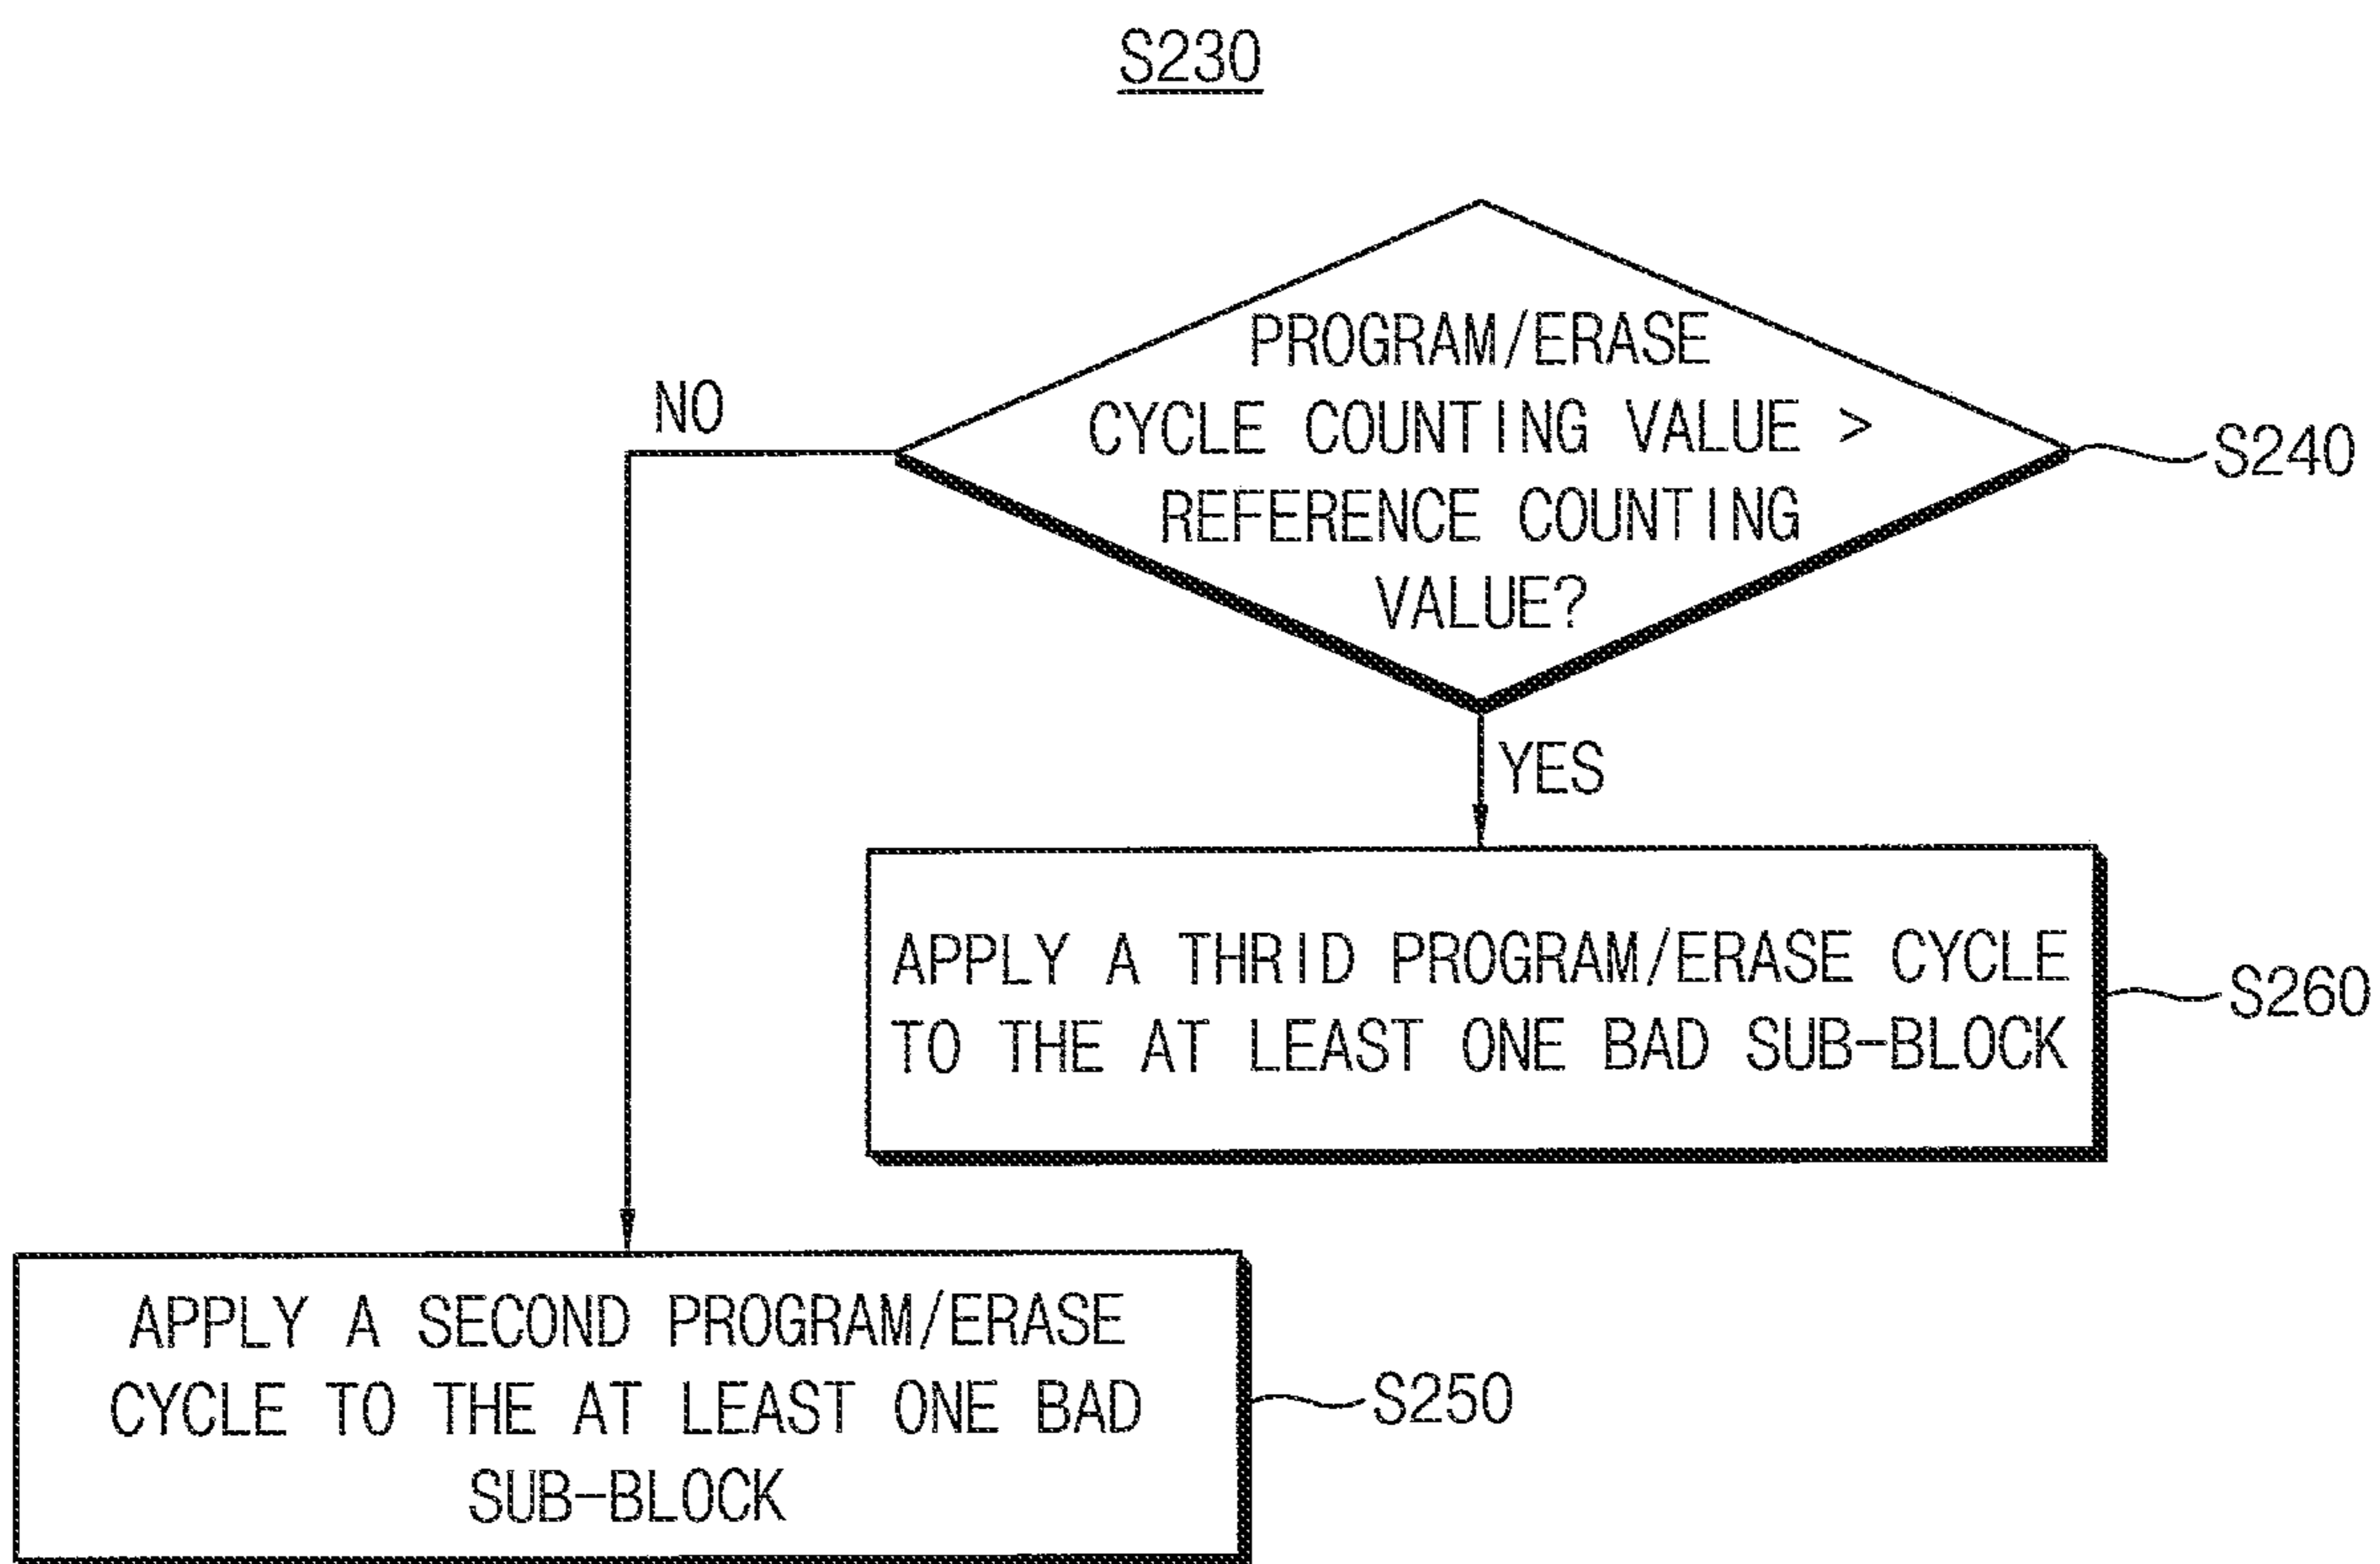 S230
PROGRAM/ERASE
CYCLE COUNTING VALUE >
REFERENCE COUNTING
VALUE?
S240
NO
YES
APPLY A THRID PROGRAM/ERASE CYCLE
TO THE AT LEAST ONE BAD SUB-BLOCK
S260
APPLY A SECOND PROGRAM/ERASE
CYCLE TO THE AT LEAST ONE BAD
SUB-BLOCK
S250